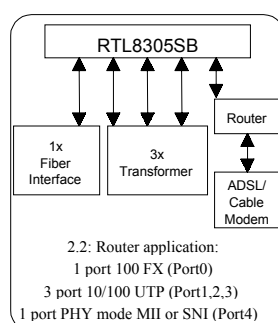 RTL8305SB
1x
Fiber
Interface
3x
Transformer
Router
ADSL/
Cable
Modem
2.2: Router application:
1 port 100 FX (Port0)
3 port 10/100 UTP (Port1,2,3)
1 port PHY mode MII or SNI (Port4)